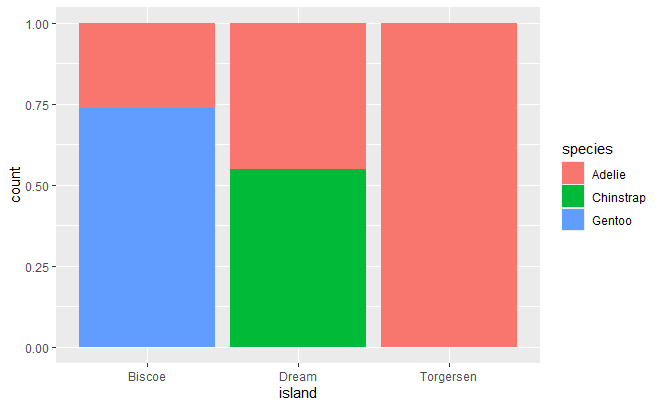 1.00
0.75
0.50
0.25
0.00
count
Biscoe
Dream
Torgersen
island
species
Adelie
Chinstrap
Gentoo